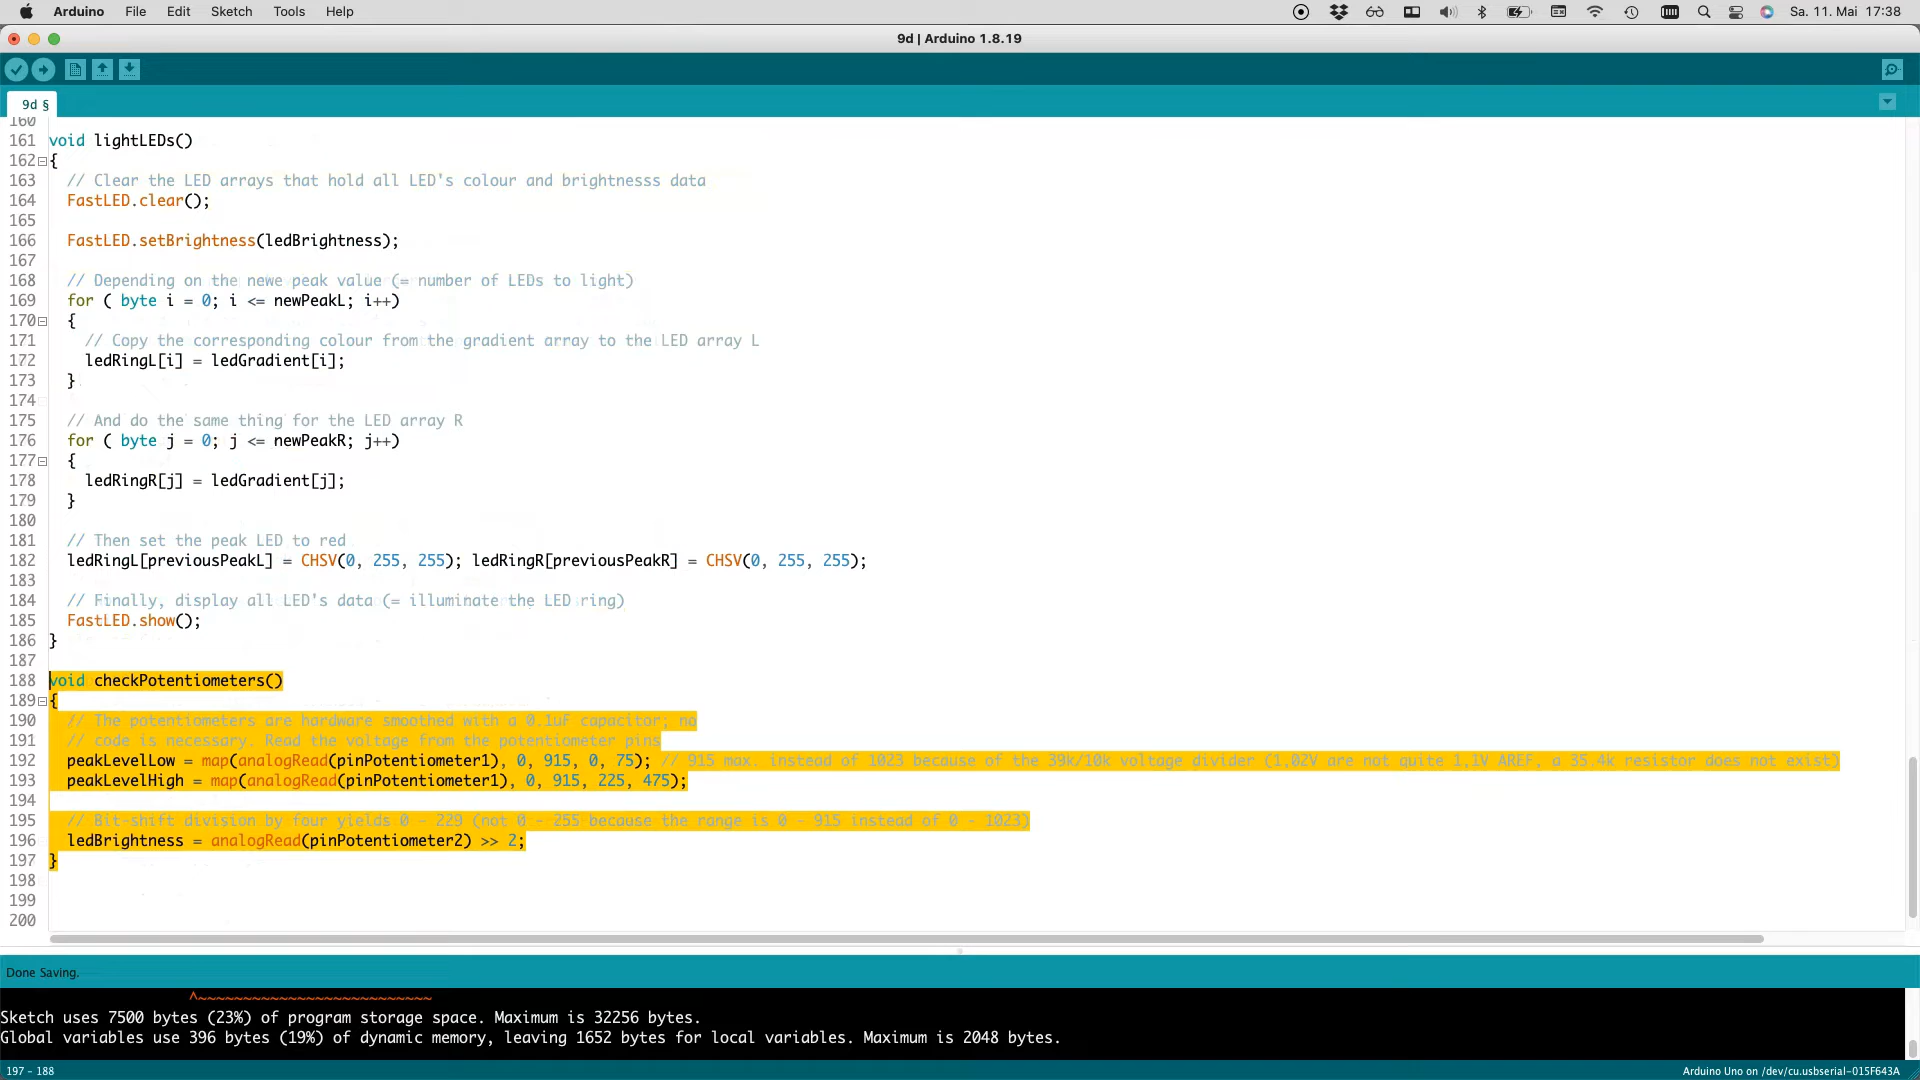 Arduino File Edit Sketch Tools Help Sa. 11. Mai 17:38
9d | Arduino 1.8.19
9d §
160
161 void lightLEDs()
162 {
163 // Clear the LED arrays that hold all LED's colour and brightnesss data
164 FastLED.clear();
165
166 FastLED.setBrightness(ledBrightness);
167
168 // Depending on the newe peak value (= number of LEDs to light)
169 for ( byte i = 0; i <= newPeakL; i++)
170 {
171 // Copy the corresponding colour from the gradient array to the LED array L
172 ledRingL[i] = ledGradient[i];
173 }
174
175 // And do the same thing for the LED array R
176 for ( byte j = 0; j <= newPeakR; j++)
177 {
178 ledRingR[j] = ledGradient[j];
179 }
180
181 // Then set the peak LED to red
182 ledRingL[previousPeakL] = CHSV(0, 255, 255); ledRingR[previousPeakR] = CHSV(0, 255, 255);
183
184 // Finally, display all LED's data (= illuminate the LED ring)
185 FastLED.show();
186 }
187
188 void checkPotentiometers()
189 {
190 // The potentiometers are hardware smoothed with a 0.1uF capacitor; no
191 // code is necessary. Read the voltage from the potentiometer pins
192 peakLevelLow = map(analogRead(pinPotentiometer1), 0, 915, 0, 75); // 915 max. instead of 1023 because of the 39k/10k voltage divider (1,02V are not quite 1,1V AREF, a 35.4k resistor does not exist)
193 peakLevelHigh = map(analogRead(pinPotentiometer1), 0, 915, 225, 475);
194
195 // Bit-shift division by four yields 0 - 229 (not 0 - 255 because the range is 0 - 915 instead of 0 - 1023)
196 ledBrightness = analogRead(pinPotentiometer2) >> 2;
197 }
198
199
200
Done Saving.
^~~~~~~~~~~~~~~~~~~~~~~~~~~
Sketch uses 7500 bytes (23%) of program storage space. Maximum is 32256 bytes.
Global variables use 396 bytes (19%) of dynamic memory, leaving 1652 bytes for local variables. Maximum is 2048 bytes.
197 - 188 Arduino Uno on /dev/cu.usbserial-015F643A